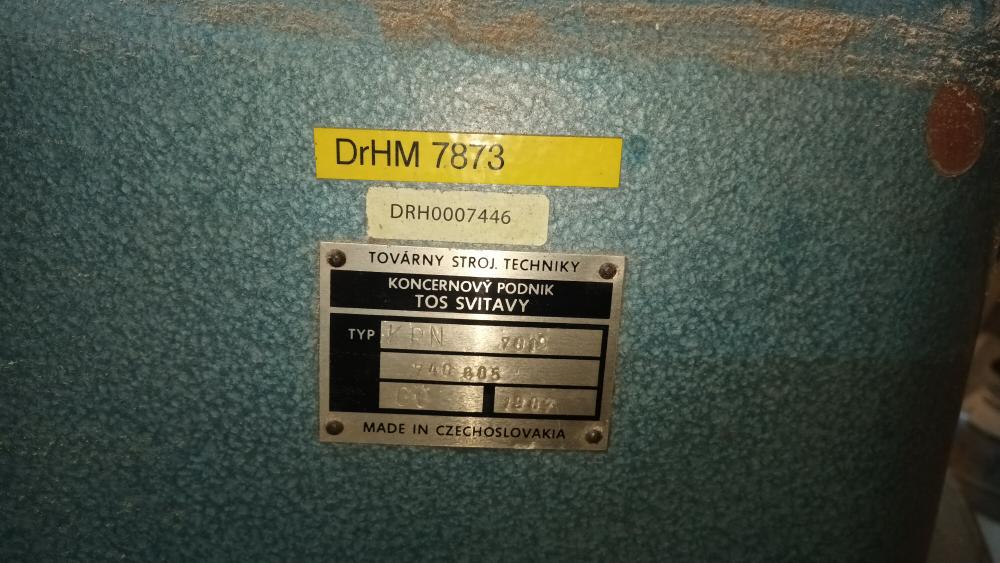 DrHM 7873
DRH0007446
TOVÁRNY STROJ. TECHNIKY
KONCERNOVÝ PODNIK
TOS SVITAVY
TYP
MADE IN CZECHOSLOVAKIA